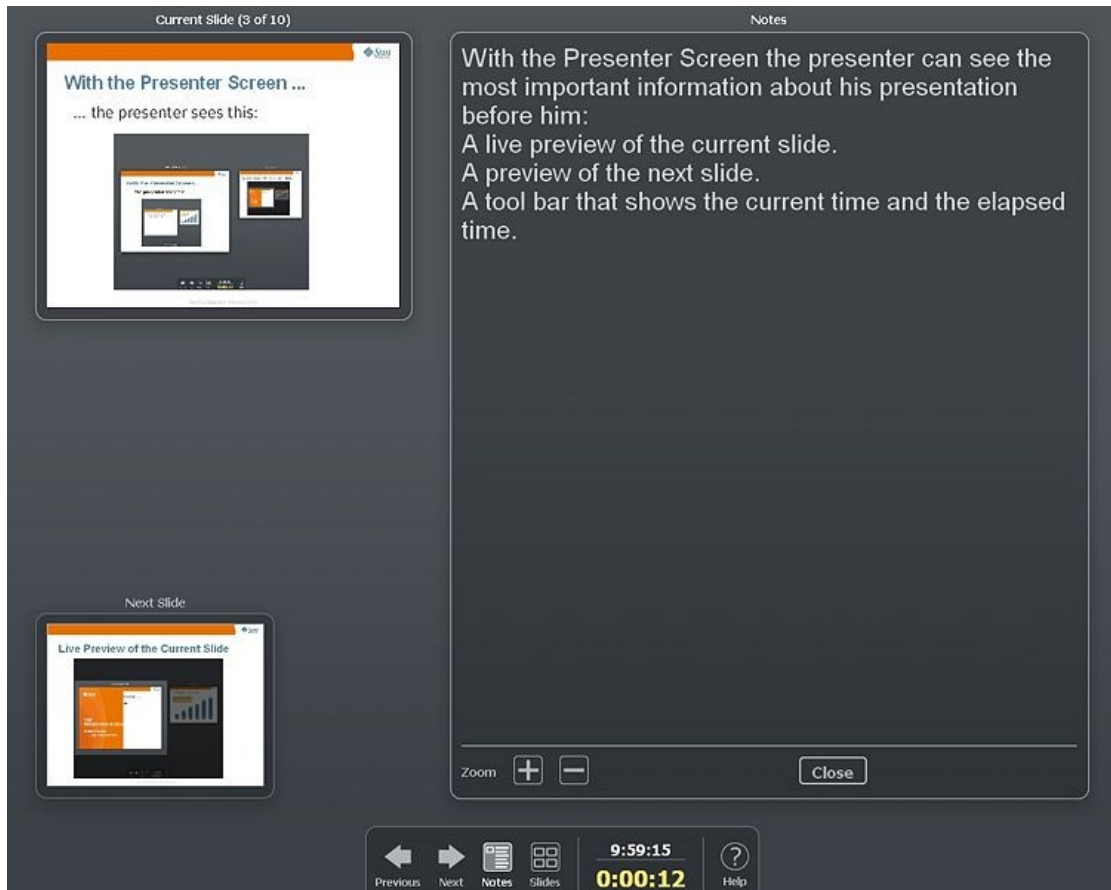 Current Slide (3 of 10)
Sun
With the Presenter Screen ...
... the presenter sees this:
Next Slide
Live Preview of the Current Slide
Notes
With the Presenter Screen the presenter can see the
most important information about his presentation
before him:
A live preview of the current slide.
A preview of the next slide.
A tool bar that shows the current time and the elapsed
time.
Zoom
Close
Previous
Next
Notes
Slides
9:59:15
0:00:12
Help